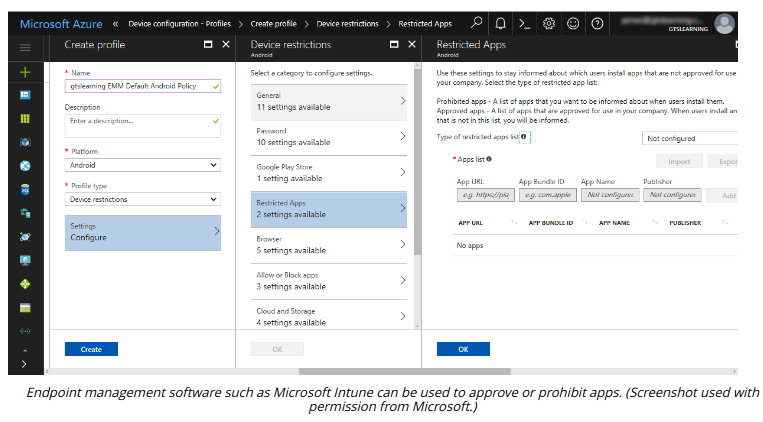 Microsoft Azure « Device configuration - Profiles > Create profile > Device restrictions > Restricted Apps
GTSLEARNING
Create profile
* Name
gtslearning EMM Default Android Policy
Description
Enter a description...
* Platform
Android
* Profile type
Device restrictions
Settings
Configure
Create
Device restrictions
Android
Select a category to configure settings.
General
11 settings available
Password
10 settings available
Google Play Store
1 setting available
Restricted Apps
2 settings available
Browser
5 settings available
Allow or Block apps
3 settings available
Cloud and Storage
4 settings available
OK
Restricted Apps
Android
Use these settings to stay informed about which users install apps that are not approved for use
your company. Select the type of restricted app list:
Prohibited apps - A list of apps that you want to be informed about when users install them.
Approved apps - A list of apps that are approved for use in your company. When users install an
that is not in this list, you will be informed.
Type of restricted apps list Not configured
* Apps list Import Expor
App URL App Bundle ID App Name Publisher
e.g. https://pla e.g. com.apple Not configured Not configured Add
APP URL APP BUNDLE ID APP NAME PUBLISHER
No apps
OK
Endpoint management software such as Microsoft Intune can be used to approve or prohibit apps. (Screenshot used with
permission from Microsoft.)